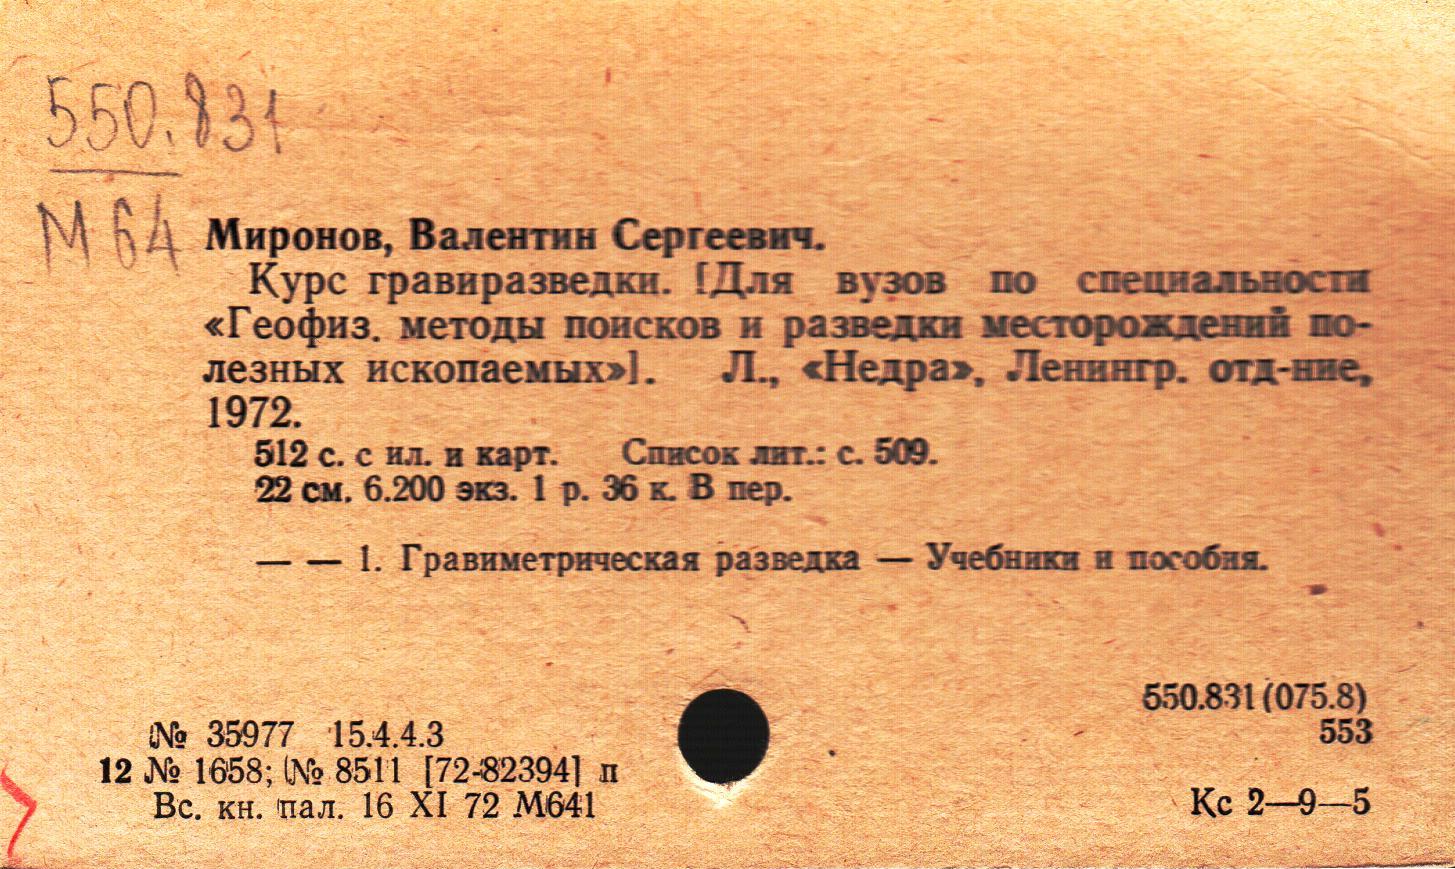 550.831
М 64
Миронов, Валентин Сергеевич.
Курс гравиразведки. [Для вузов по специальности
«Геофиз. методы поисков и разведки месторождений по-
лезных ископаемых»]. Л., «Недра», Ленингр. отд-ние,
1972.
512 с. с ил. и карт. Список лит.: с. 509.
22 см. 6.200 экз. 1 р. 36 к. В пер.
— — 1. Гравиметрическая разведка — Учебники и пособия.
550.831(075.8)
№ 35977 15.4.4.3
553
12 № 1658; № 8511 [72-82394] п
Вс. кн. пал. 16 XI 72 М641
Кс 2—9—5